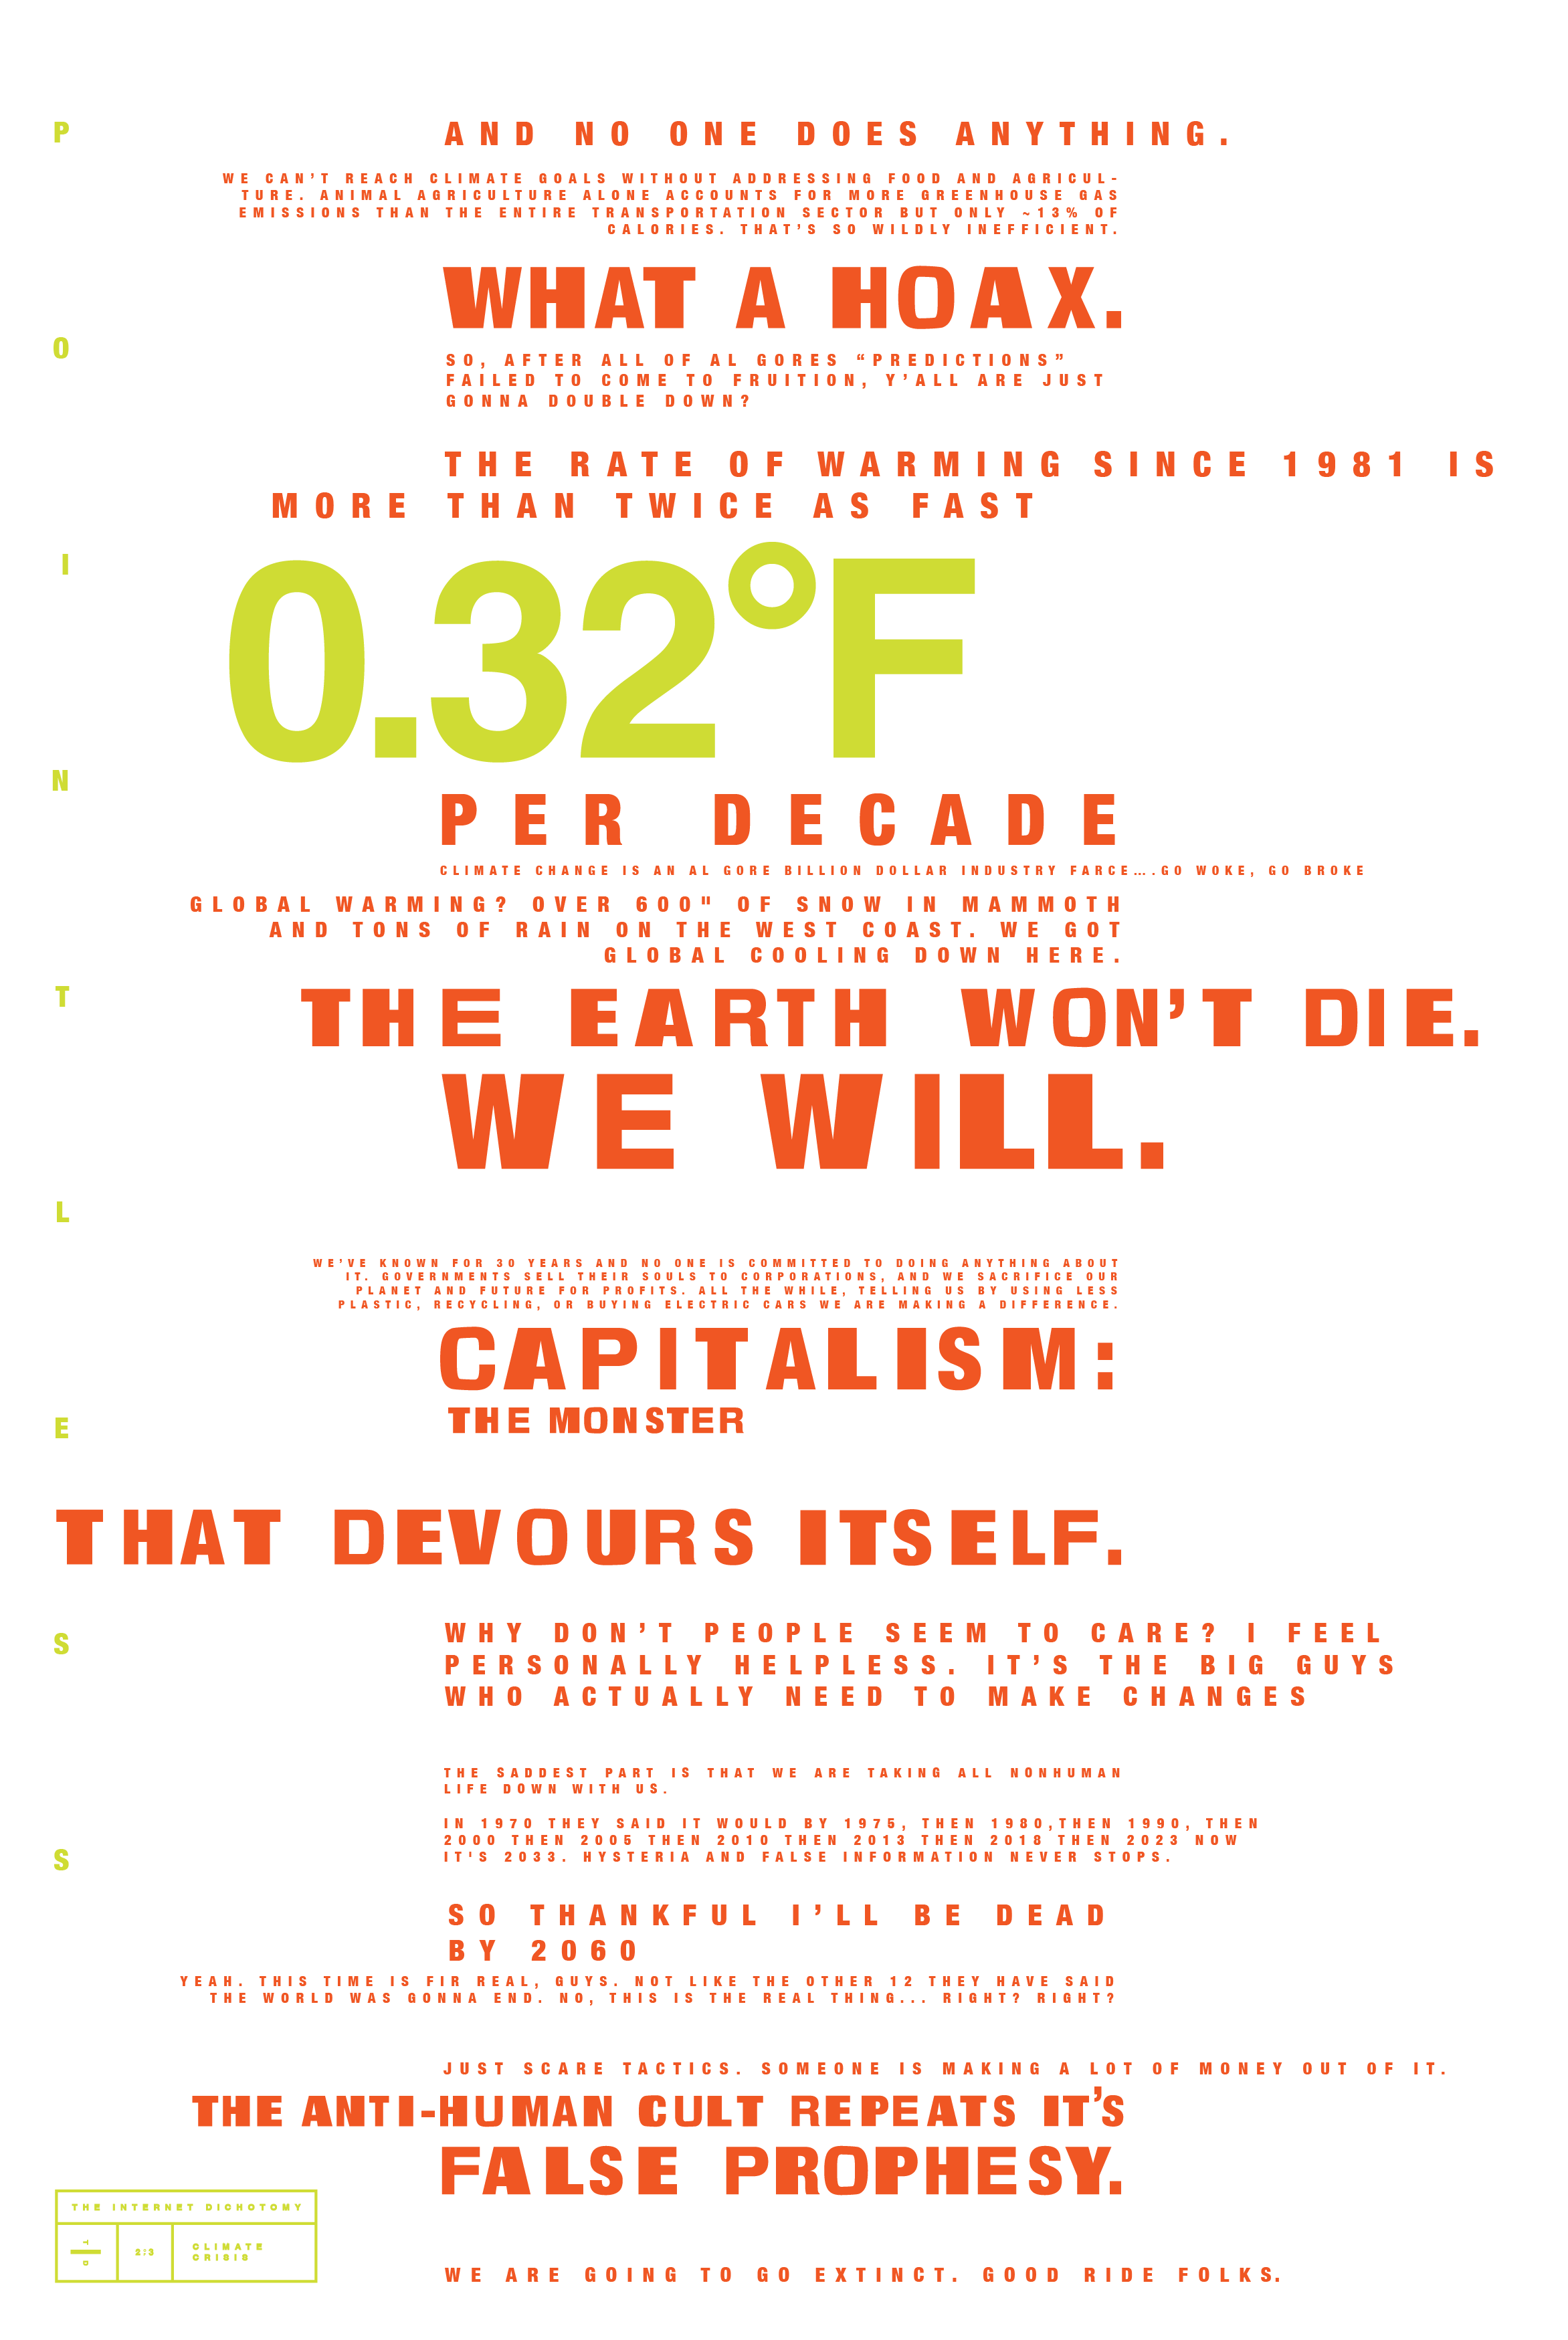 AND NO ONE DOES ANYTHING.
WE CAN’T REACH CLIMATE GOALS WITHOUT ADDRESSING FOOD AND AGRICUL-
TURE. ANIMAL AGRICULTURE ALONE ACCOUNTS FOR MORE GREENHOUSE GAS
EMISSIONS THAN THE ENTIRE TRANSPORTATION SECTOR BUT ONLY ~13% OF
CALORIES. THAT’S SO WILDLY INEFFICIENT.
WHAT A HOAX.
SO, AFTER ALL OF AL GORES “PREDICTIONS”
FAILED TO COME TO FRUITION, Y’ALL ARE JUST
GONNA DOUBLE DOWN?
THE RATE OF WARMING SINCE 1981 IS
MORE THAN TWICE AS FAST
0.32°F
PER DECADE
CLIMATE CHANGE IS AN AL GORE BILLION DOLLAR INDUSTRY FARCE….GO WOKE, GO BROKE
GLOBAL WARMING? OVER 600" OF SNOW IN MAMMOTH
AND TONS OF RAIN ON THE WEST COAST. WE GOT
GLOBAL COOLING DOWN HERE.
THE EARTH WON’T DIE.
WE WILL.
WE’VE KNOWN FOR 30 YEARS AND NO ONE IS COMMITTED TO DOING ANYTHING ABOUT
IT. GOVERNMENTS SELL THEIR SOULS TO CORPORATIONS, AND WE SACRIFICE OUR
PLANET AND FUTURE FOR PROFITS. ALL THE WHILE, TELLING US BY USING LESS
PLASTIC, RECYCLING, OR BUYING ELECTRIC CARS WE ARE MAKING A DIFFERENCE.
CAPITALISM:
THE MONSTER
THAT DEVOURS ITSELF.
WHY DON’T PEOPLE SEEM TO CARE? I FEEL
PERSONALLY HELPLESS. IT’S THE BIG GUYS
WHO ACTUALLY NEED TO MAKE CHANGES
THE SADDEST PART IS THAT WE ARE TAKING ALL NONHUMAN
LIFE DOWN WITH US.
IN 1970 THEY SAID IT WOULD BY 1975, THEN 1980,THEN 1990, THEN
2000 THEN 2005 THEN 2010 THEN 2013 THEN 2018 THEN 2023 NOW
IT'S 2033. HYSTERIA AND FALSE INFORMATION NEVER STOPS.
SO THANKFUL I’LL BE DEAD
BY 2060
YEAH. THIS TIME IS FIR REAL, GUYS. NOT LIKE THE OTHER 12 THEY HAVE SAID
THE WORLD WAS GONNA END. NO, THIS IS THE REAL THING... RIGHT? RIGHT?
JUST SCARE TACTICS. SOMEONE IS MAKING A LOT OF MONEY OUT OF IT.
THE ANTI-HUMAN CULT REPEATS IT’S
FALSE PROPHESY.
WE ARE GOING TO GO EXTINCT. GOOD RIDE FOLKS.
POINTLESS
THE INTERNET DICHOTOMY
T D
2:3
CLIMATE
CRISIS